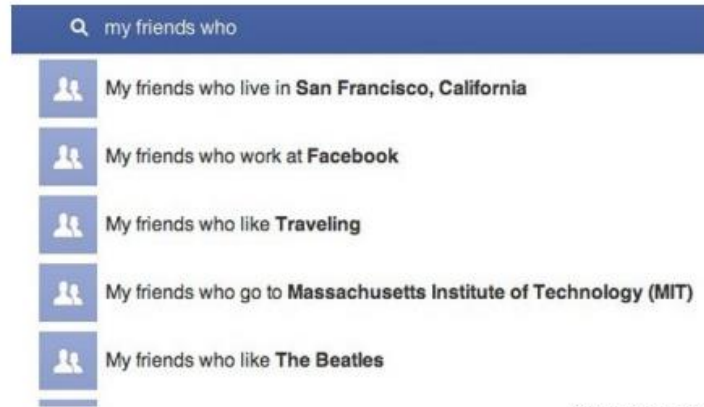 my friends who
My friends who live in San Francisco, California
My friends who work at Facebook
My friends who like Traveling
My friends who go to Massachusetts Institute of Technology (MIT)
My friends who like The Beatles